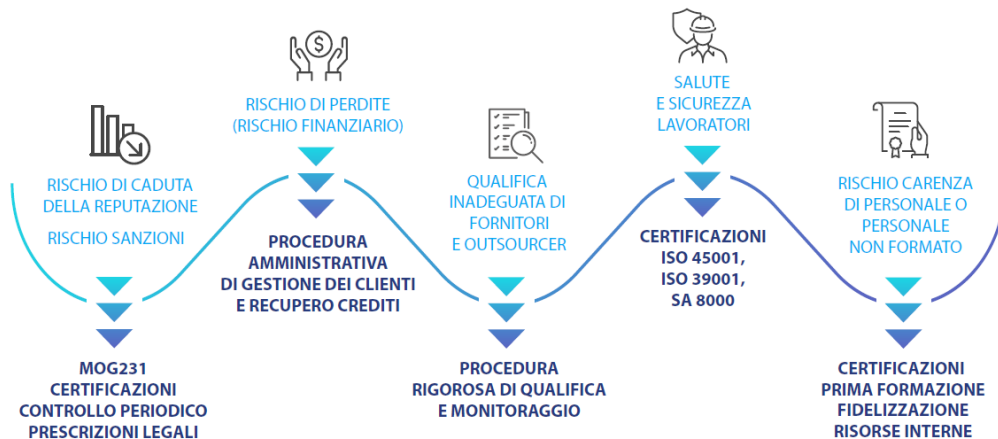 RISCHIO DI CADUTA
DELLA REPUTAZIONE
RISCHIO SANZIONI
MOG231
CERTIFICAZIONI
CONTROLLO PERIODICO
PRESCRIZIONI LEGALI
$
RISCHIO DI PERDITE
(RISCHIO FINANZIARIO)
PROCEDURA
AMMINISTRATIVA
DI GESTIONE DEI CLIENTI
E RECUPERO CREDITI
QUALIFICA
INADEGUATA DI
FORNITORI
E OUTSOURCER
PROCEDURA
RIGOROSA DI QUALIFICA
E MONITORAGGIO
SALUTE
E SICUREZZA
LAVORATORI
CERTIFICAZIONI
ISO 45001,
ISO 39001,
SA 8000
RISCHIO CARENZA
DI PERSONALE O
PERSONALE
NON FORMATO
CERTIFICAZIONI
PRIMA FORMAZIONE
FIDELIZZAZIONE
RISORSE INTERNE